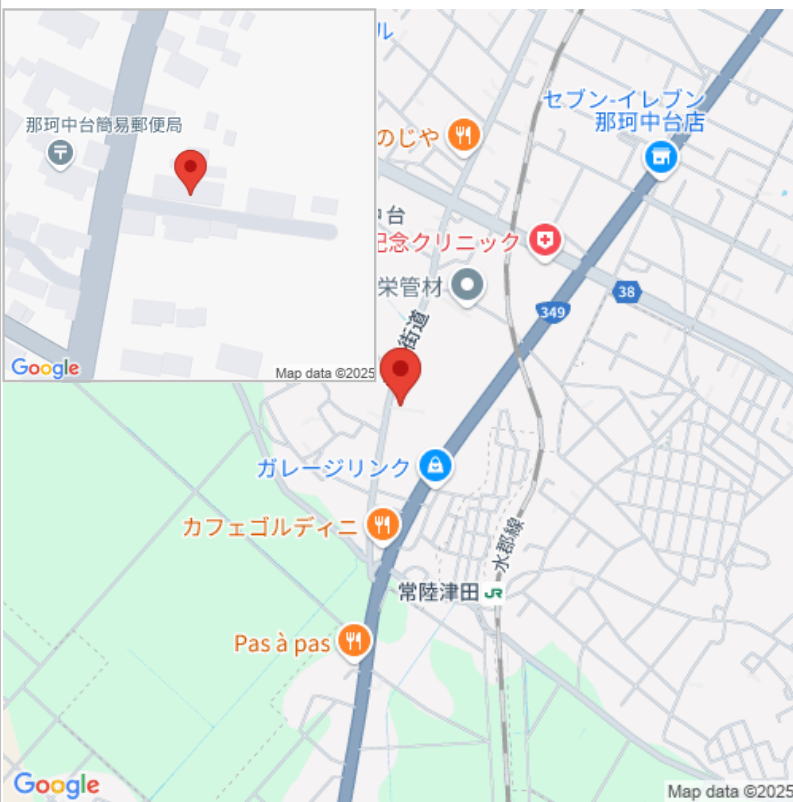 那珂中台簡易郵便局
Google
Map data ©2025
ル
セブン-イレブン
那珂中台店
のじや
中台
記念クリニック
栄管材
38
349
街道
ガレージリンク
カフェゴルディニ
水郡線
常陸津田
JR
Pas à pas
Google
Map data ©2025